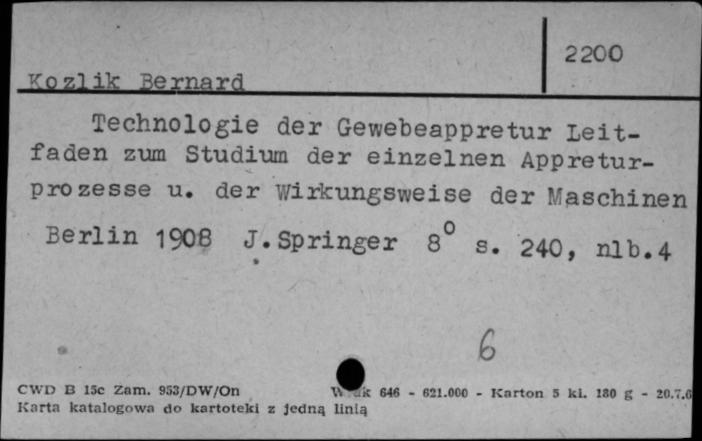 2200
Kozlik Bernard
Technologie der Gewebeappretur Leit-
faden zum Studium der einzelnen Appretur-
prozesse u. der Wirkungsweise der Maschinen
Berlin 1908 J.Springer 8⁰ s. 240, nlb.4
6
CWD B 15c Zam. 953/DW/On 646 - 621.000 - Karton 5 kl. 180 g - 20.7.6
Karta katalogowa do kartoteki z jedną linią